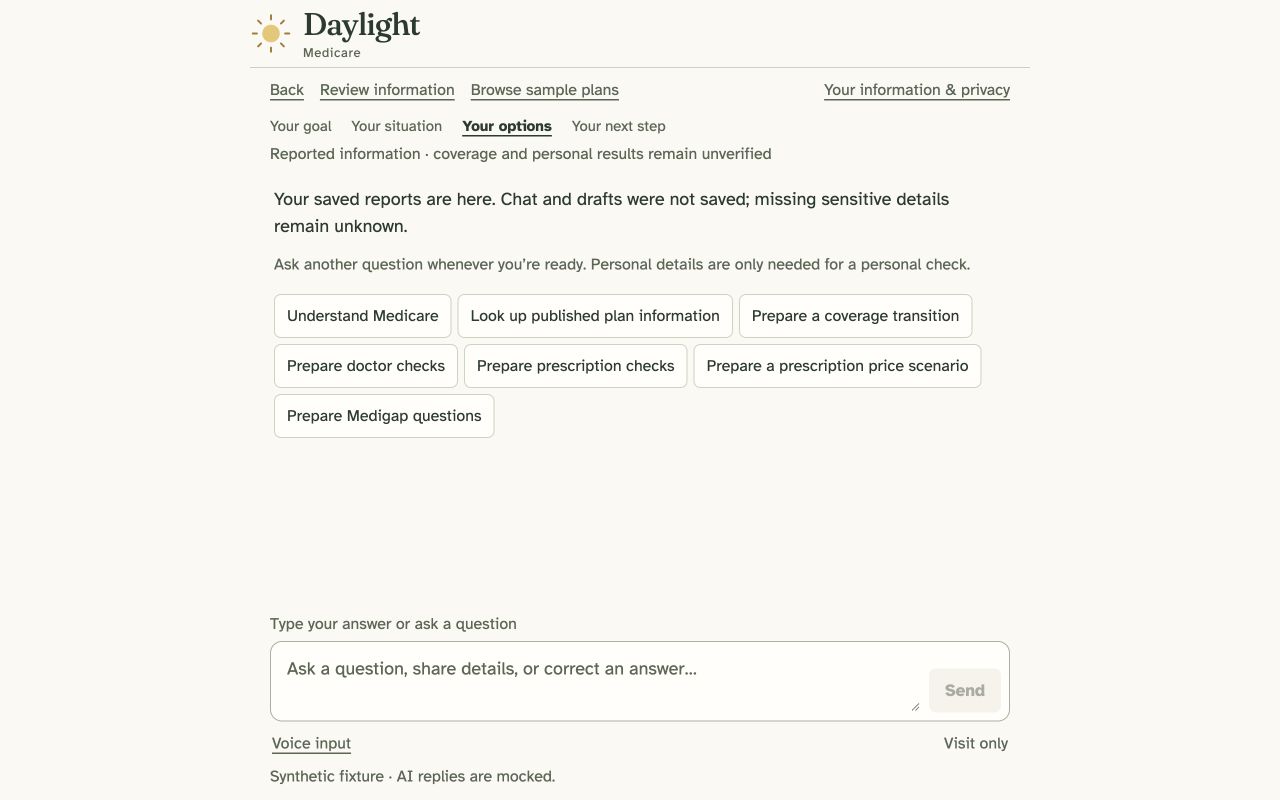 Daylight
Medicare
Back Review information Browse sample plans Your information & privacy
Your goal Your situation Your options Your next step
Reported information · coverage and personal results remain unverified
Your saved reports are here. Chat and drafts were not saved; missing sensitive details
remain unknown.
Ask another question whenever you’re ready. Personal details are only needed for a personal check.
Understand Medicare Look up published plan information Prepare a coverage transition
Prepare doctor checks Prepare prescription checks Prepare a prescription price scenario
Prepare Medigap questions
Type your answer or ask a question
Ask a question, share details, or correct an answer…
Send
Voice input Visit only
Synthetic fixture · AI replies are mocked.